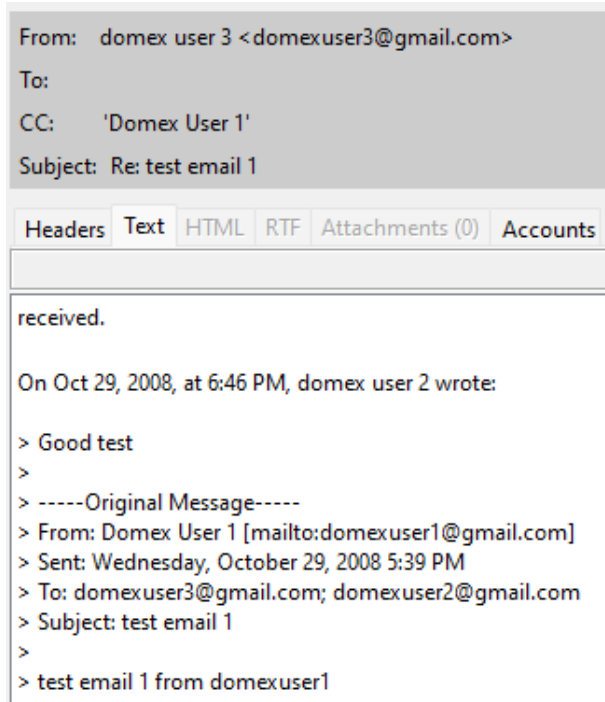 From: domex user 3 <domexuser3@gmail.com>
To:
CC: 'Domex User 1'
Subject: Re: test email 1
Headers Text HTML RTF Attachments (0) Accounts
received.
On Oct 29, 2008, at 6:46 PM, domex user 2 wrote:
> Good test
>
> -----Original Message-----
> From: Domex User 1 [mailto:domexuser1@gmail.com]
> Sent: Wednesday, October 29, 2008 5:39 PM
> To: domexuser3@gmail.com; domexuser2@gmail.com
> Subject: test email 1
>
> test email 1 from domexuser1